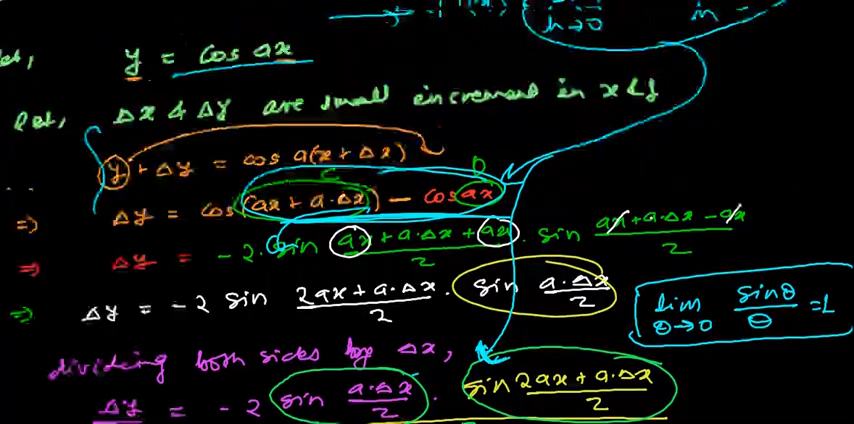 h→0
y = cos ax
Let, Δx & Δy are small increment in x & y
y + Δy = cos a(x + Δx)
C D
⇒ Δy = cos (ax + a·Δx) − cos ax
⇒ Δy = −2·sin (ax + a·Δx + ax)/2 · sin (ax + a·Δx − ax)/2
⇒ Δy = −2 sin (2ax + a·Δx)/2 · sin (a·Δx)/2
lim θ→0 sinθ/θ = 1
dividing both sides by Δx,
Δy = −2 sin (a·Δx)/2 · sin (2ax + a·Δx)/2